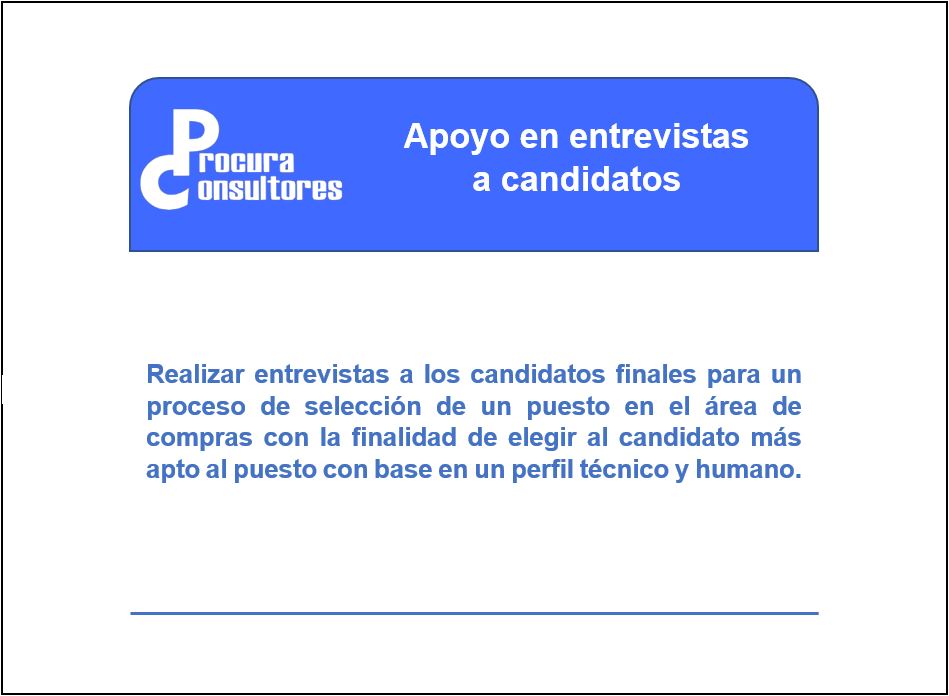 Procura
Consultores
Apoyo en entrevistas
a candidatos
Realizar entrevistas a los candidatos finales para un
proceso de selección de un puesto en el área de
compras con la finalidad de elegir al candidato más
apto al puesto con base en un perfil técnico y humano.